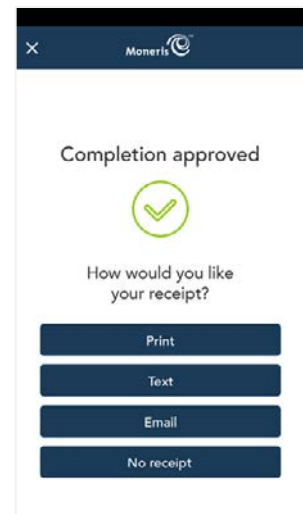 Moneris
Completion approved
How would you like
your receipt?
Print
Text
Email
No receipt